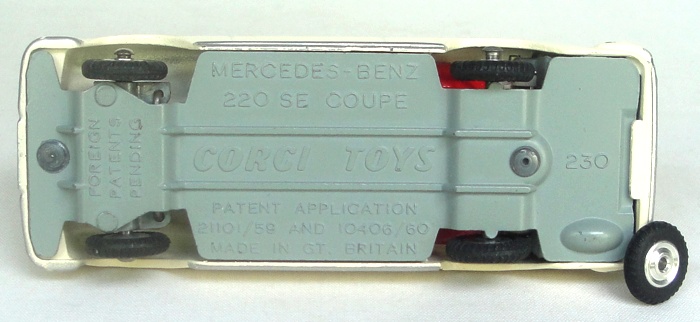 MERCEDES-BENZ
220 SE COUPE
CORGI TOYS
PATENT APPLICATION
21101/59 AND 10406/60
MADE IN GT. BRITAIN
FOREIGN
PATENTS
PENDING
230